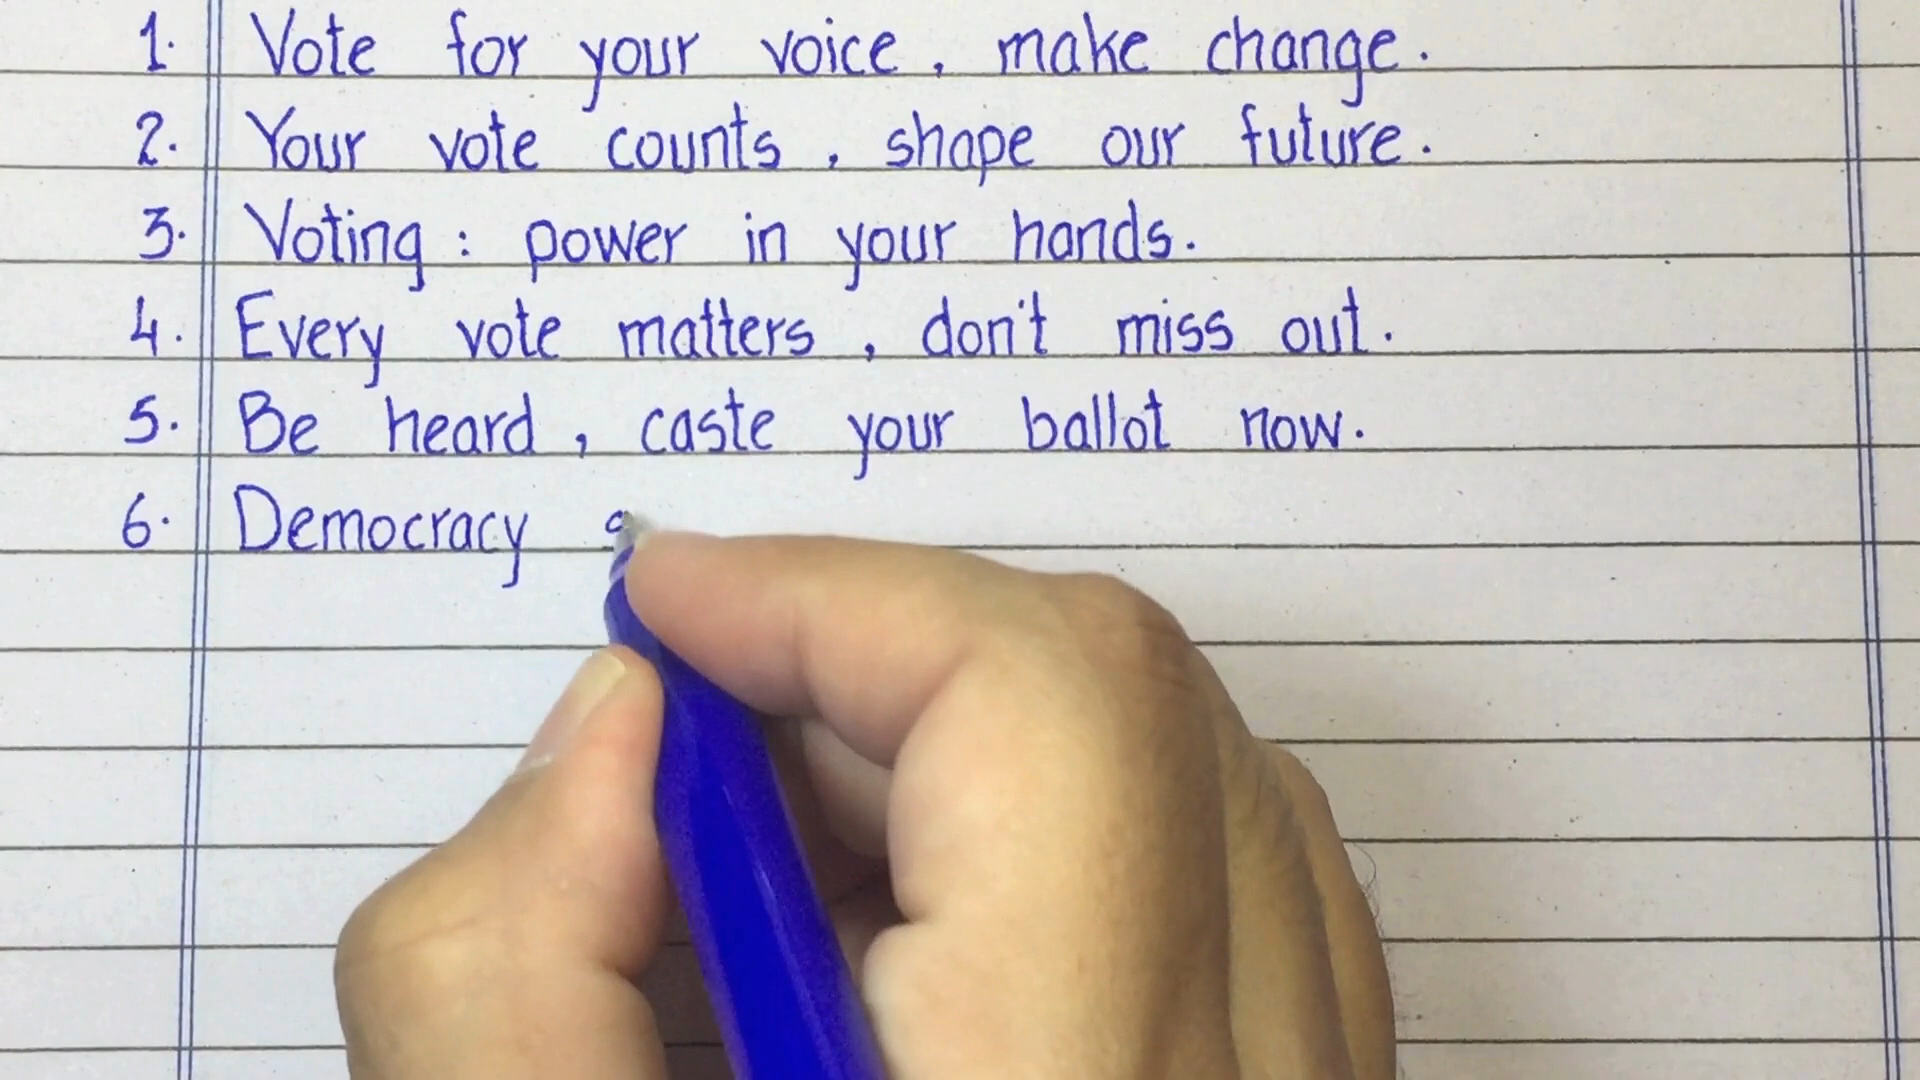 1. Vote for your voice, make change.
2. Your vote counts, shape our future.
3. Voting: power in your hands.
4. Every vote matters, don't miss out.
5. Be heard, caste your ballot now.
6. Democracy